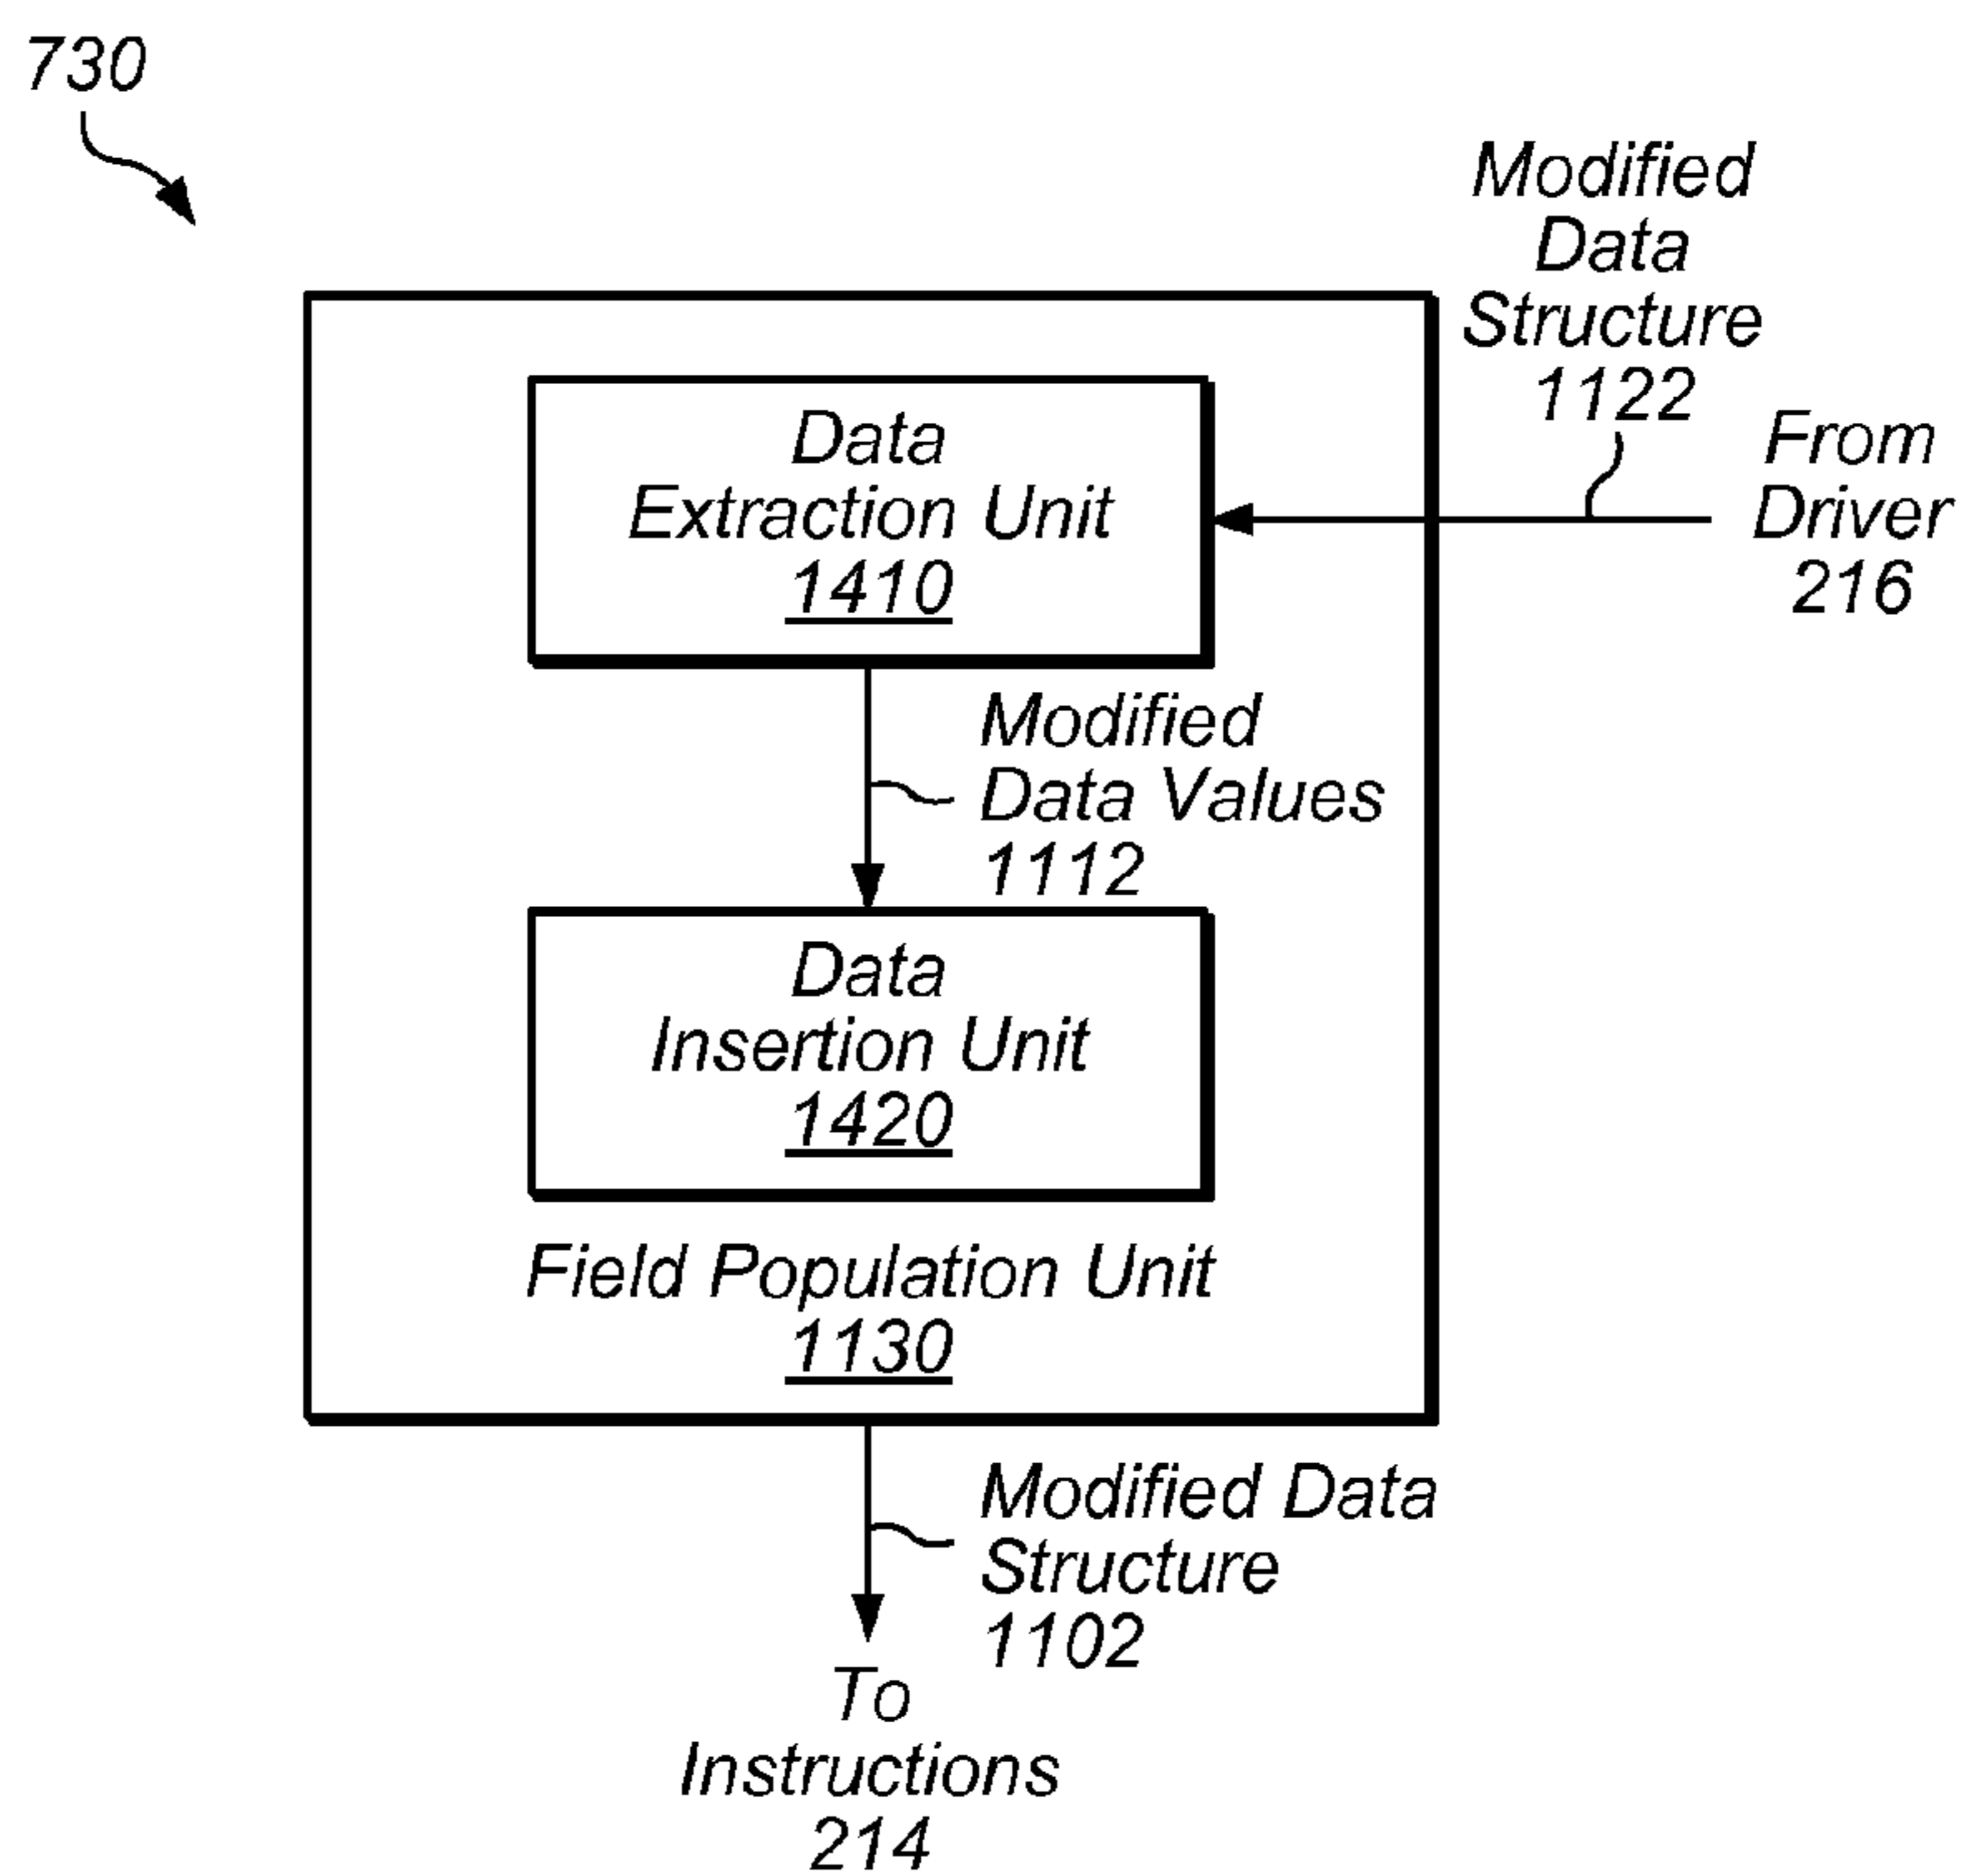 730
Modified
Data
Structure
1122
From
Driver
216
Data
Extraction Unit
1410
Modified
Data Values
1112
Data
Insertion Unit
1420
Field Population Unit
1130
Modified Data
Structure
1102
To
Instructions
214